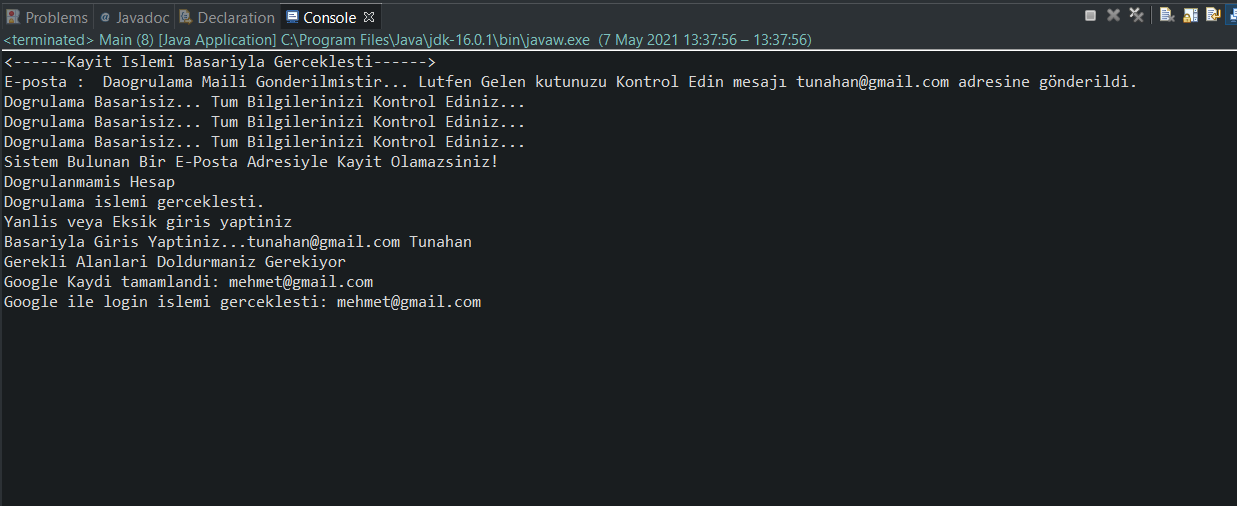 Problems @ Javadoc Declaration Console
<terminated> Main (8) [Java Application] C:\Program Files\Java\jdk-16.0.1\bin\javaw.exe (7 May 2021 13:37:56 – 13:37:56)
<------Kayit Islemi Basariyla Gerceklesti------>
E-posta :  Daogrulama Maili Gonderilmistir... Lutfen Gelen kutunuzu Kontrol Edin mesajı tunahan@gmail.com adresine gönderildi.
Dogrulama Basarisiz... Tum Bilgilerinizi Kontrol Ediniz...
Dogrulama Basarisiz... Tum Bilgilerinizi Kontrol Ediniz...
Dogrulama Basarisiz... Tum Bilgilerinizi Kontrol Ediniz...
Sistem Bulunan Bir E-Posta Adresiyle Kayit Olamazsiniz!
Dogrulanmamis Hesap
Dogrulama islemi gerceklesti.
Yanlis veya Eksik giris yaptiniz
Basariyla Giris Yaptiniz...tunahan@gmail.com Tunahan
Gerekli Alanlari Doldurmaniz Gerekiyor
Google Kaydi tamamlandi: mehmet@gmail.com
Google ile login islemi gerceklesti: mehmet@gmail.com